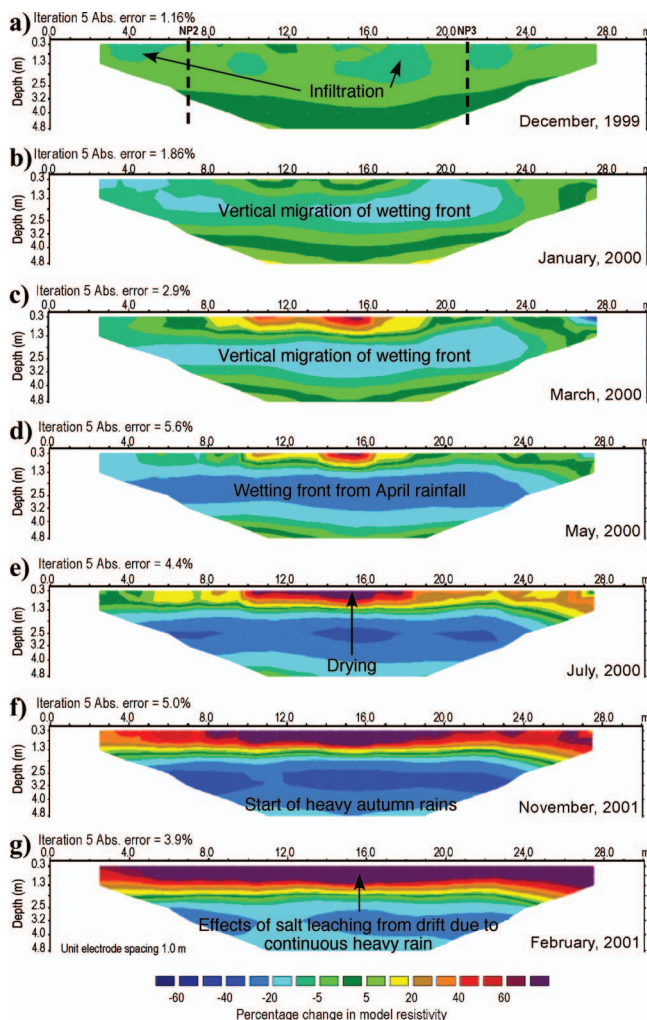 a) Iteration 5 Abs. error = 1.16%
0.0 4.0 NP2 8.0 12.0 16.0 20.0 NP3 24.0 28.0 m
Depth (m)
0.3
1.3
2.5
3.2
4.0
4.8
Infiltration
December, 1999
b) Iteration 5 Abs. error = 1.86%
0.0 4.0 8.0 12.0 16.0 20.0 24.0 28.0 m
Depth (m)
0.3
1.3
2.5
3.2
4.8
Vertical migration of wetting front
January, 2000
c) Iteration 5 Abs. error = 2.9%
0.0 4.0 8.0 12.0 16.0 20.0 24.0 28.0 m
Depth (m)
0.3
1.3
2.5
3.2
4.0
4.8
Vertical migration of wetting front
March, 2000
d) Iteration 5 Abs. error = 5.6%
0.0 4.0 8.0 12.0 16.0 20.0 24.0 28.0 m
Depth (m)
0.3
1.3
2.5
4.0
4.8
Wetting front from April rainfall
May, 2000
e) Iteration 5 Abs. error = 4.4%
0.0 4.0 8.0 12.0 16.0 20.0 24.0 28.0 m
Depth (m)
0.3
1.3
2.5
3.2
4.0
4.8
Drying
July, 2000
f) Iteration 5 Abs. error = 5.0%
0.0 4.0 8.0 12.0 16.0 20.0 24.0 28.0 m
Depth (m)
0.3
1.3
2.5
3.2
4.0
4.8
Start of heavy autumn rains
November, 2001
g) Iteration 5 Abs. error = 3.9%
0.0 4.0 8.0 12.0 16.0 20.0 24.0 28.0 m
Depth (m)
0.3
1.3
2.5
3.2
4.0
4.8
Effects of salt leaching from drift due to
continuous heavy rain
February, 2001
Unit electrode spacing 1.0 m
-60 -40 -20 -5 5 20 40 60
Percentage change in model resistivity